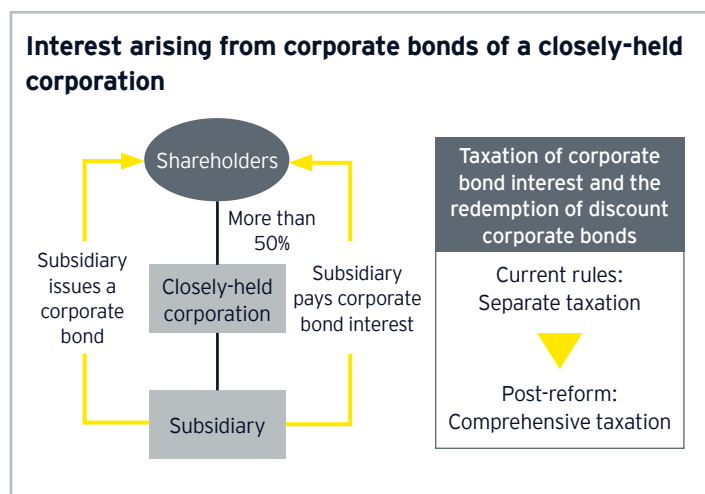 Interest arising from corporate bonds of a closely-held
corporation
Shareholders
More than
50%
Subsidiary
issues a
corporate
bond
Closely-held
corporation
Subsidiary
pays corporate
bond interest
Subsidiary
Taxation of corporate
bond interest and the
redemption of discount
corporate bonds
Current rules:
Separate taxation
Post-reform:
Comprehensive taxation